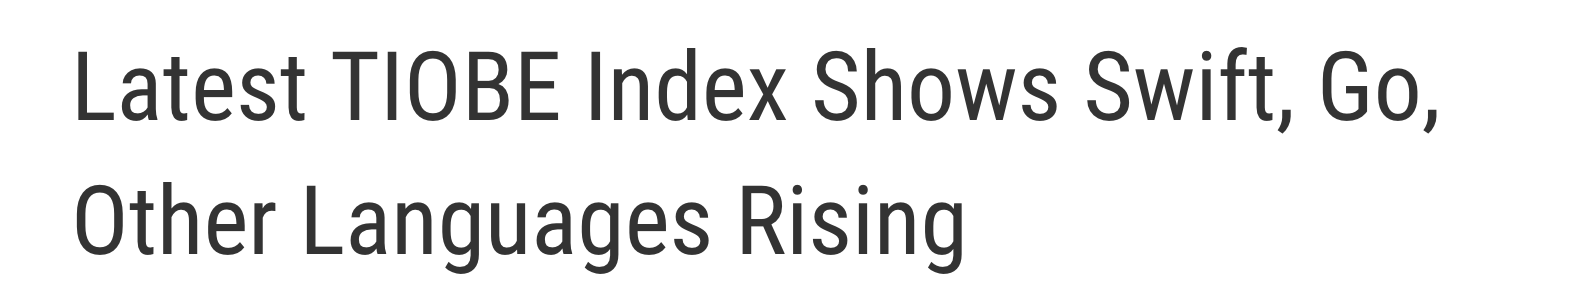 Latest TIOBE Index Shows Swift, Go,
Other Languages Rising